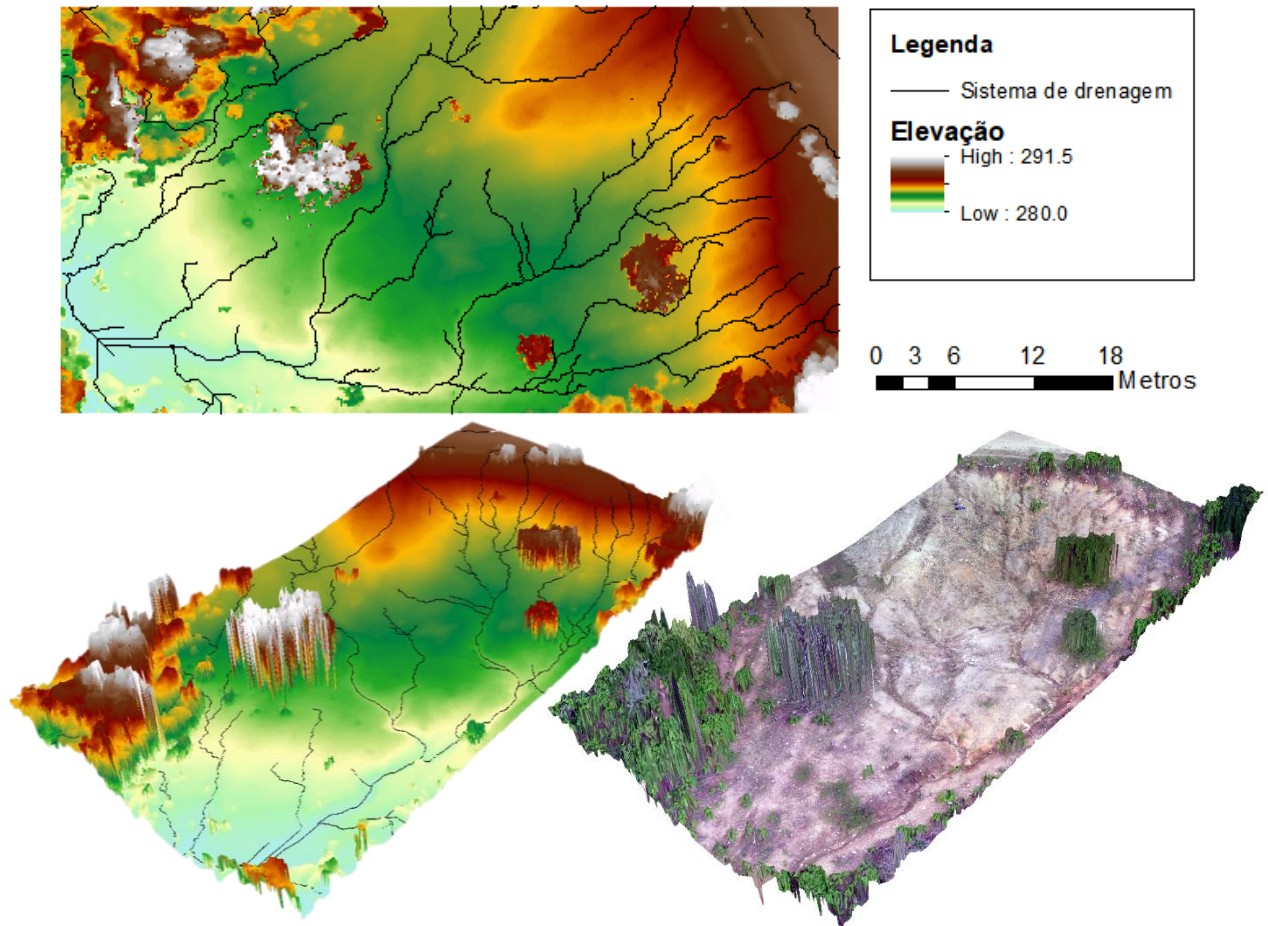 Legenda
Sistema de drenagem
Elevação
High : 291.5
Low : 280.0
0 3 6 12 18
Metros